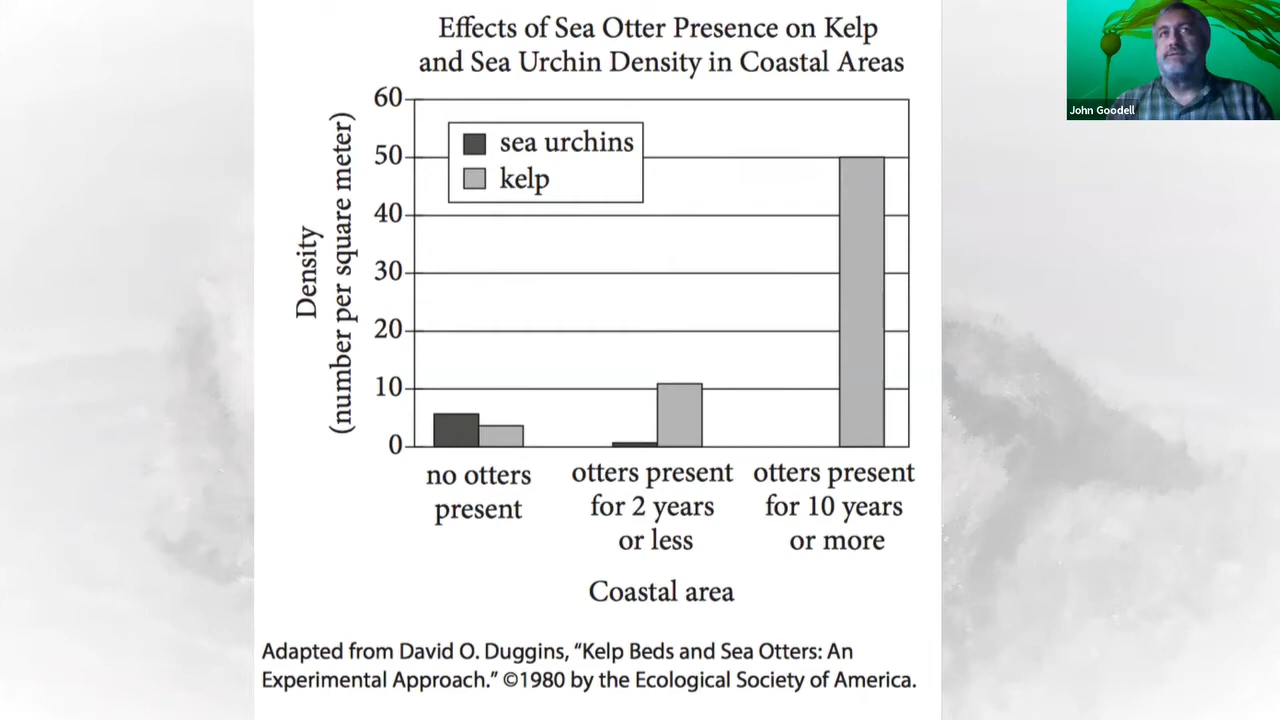 Effects of Sea Otter Presence on Kelp
and Sea Urchin Density in Coastal Areas
John Goodell
Density
(number per square meter)
60
50
40
30
20
10
0
sea urchins
kelp
no otters
present
otters present
for 2 years
or less
otters present
for 10 years
or more
Coastal area
Adapted from David O. Duggins, “Kelp Beds and Sea Otters: An
Experimental Approach.” ©1980 by the Ecological Society of America.